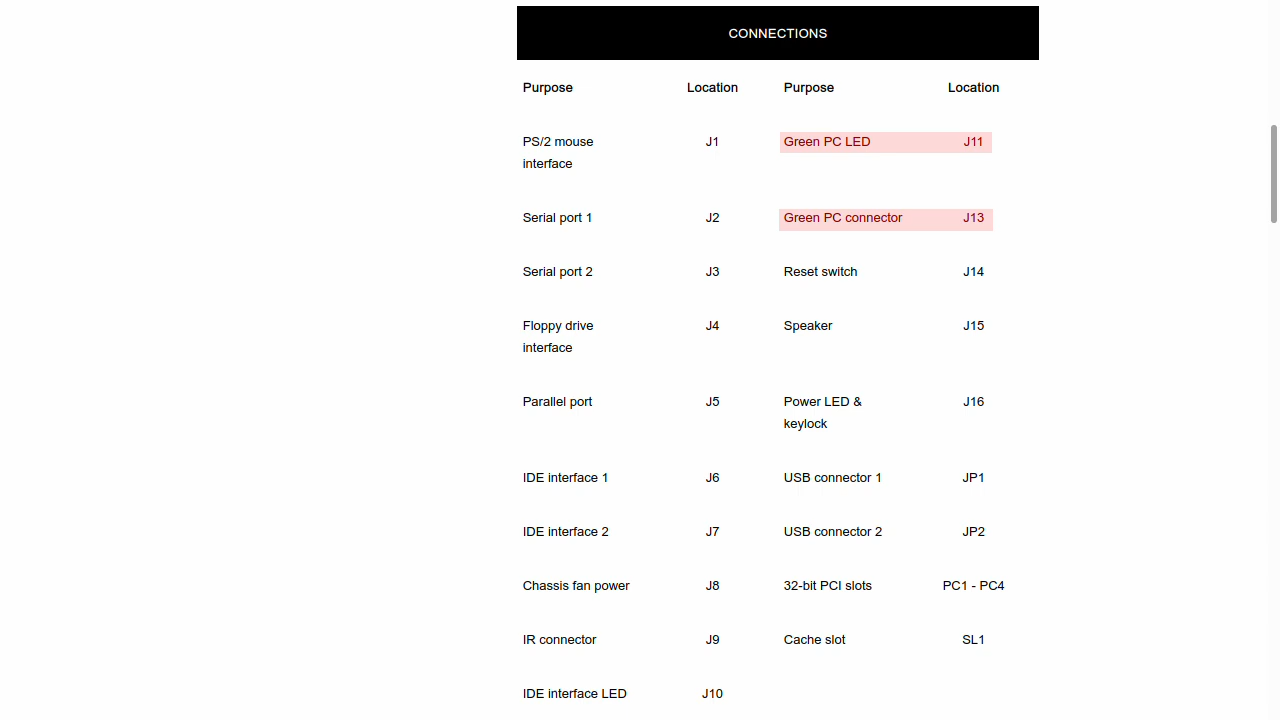 CONNECTIONS
Purpose Location Purpose Location
PS/2 mouse interface J1 Green PC LED J11
Serial port 1 J2 Green PC connector J13
Serial port 2 J3 Reset switch J14
Floppy drive interface J4 Speaker J15
Parallel port J5 Power LED & keylock J16
IDE interface 1 J6 USB connector 1 JP1
IDE interface 2 J7 USB connector 2 JP2
Chassis fan power J8 32-bit PCI slots PC1 - PC4
IR connector J9 Cache slot SL1
IDE interface LED J10